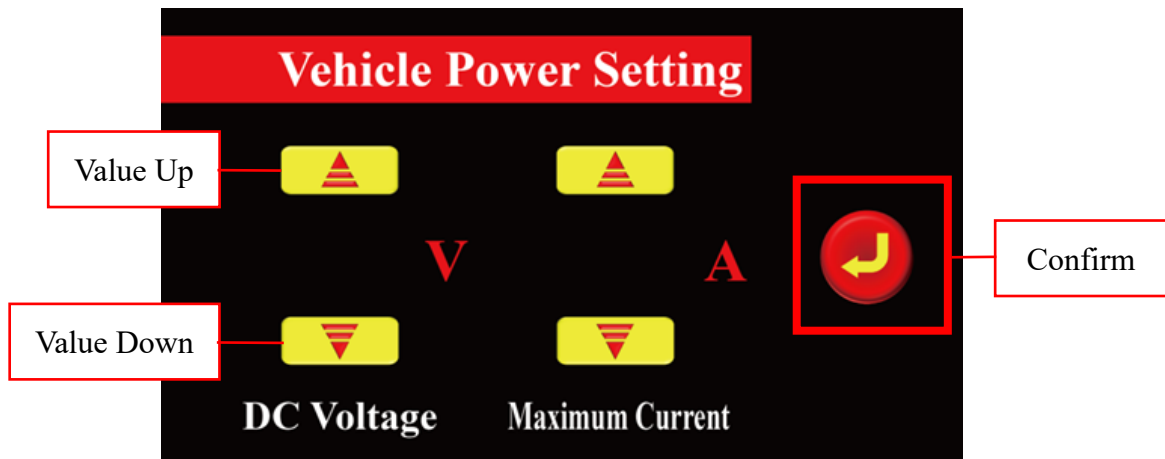 Vehicle Power Setting
Value Up
V
A
Confirm
Value Down
DC Voltage
Maximum Current